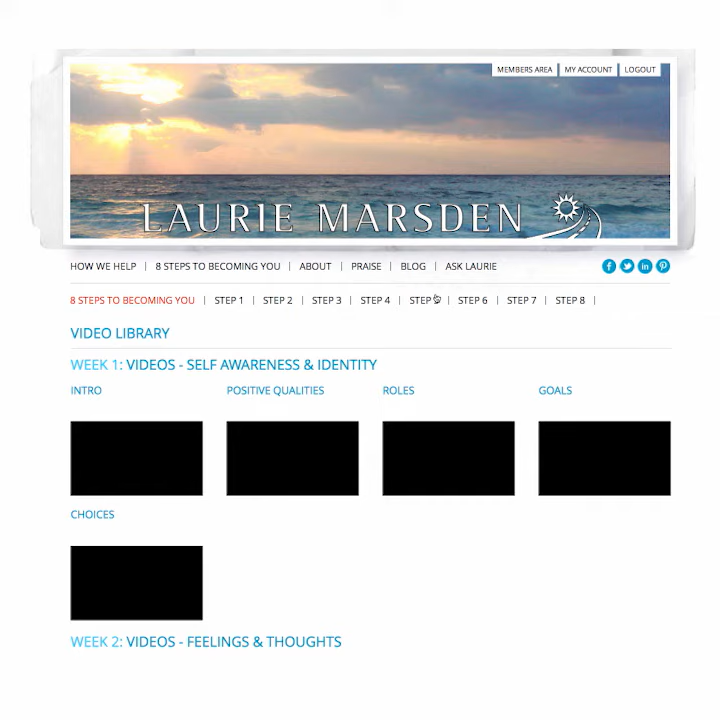 MEMBERS AREA MY ACCOUNT LOGOUT
LAURIE MARSDEN
HOW WE HELP | 8 STEPS TO BECOMING YOU | ABOUT | PRAISE | BLOG | ASK LAURIE
8 STEPS TO BECOMING YOU | STEP 1 | STEP 2 | STEP 3 | STEP 4 | STEP | STEP 6 | STEP 7 | STEP 8 |
VIDEO LIBRARY
WEEK 1: VIDEOS - SELF AWARENESS & IDENTITY
INTRO POSITIVE QUALITIES ROLES GOALS
CHOICES
WEEK 2: VIDEOS - FEELINGS & THOUGHTS